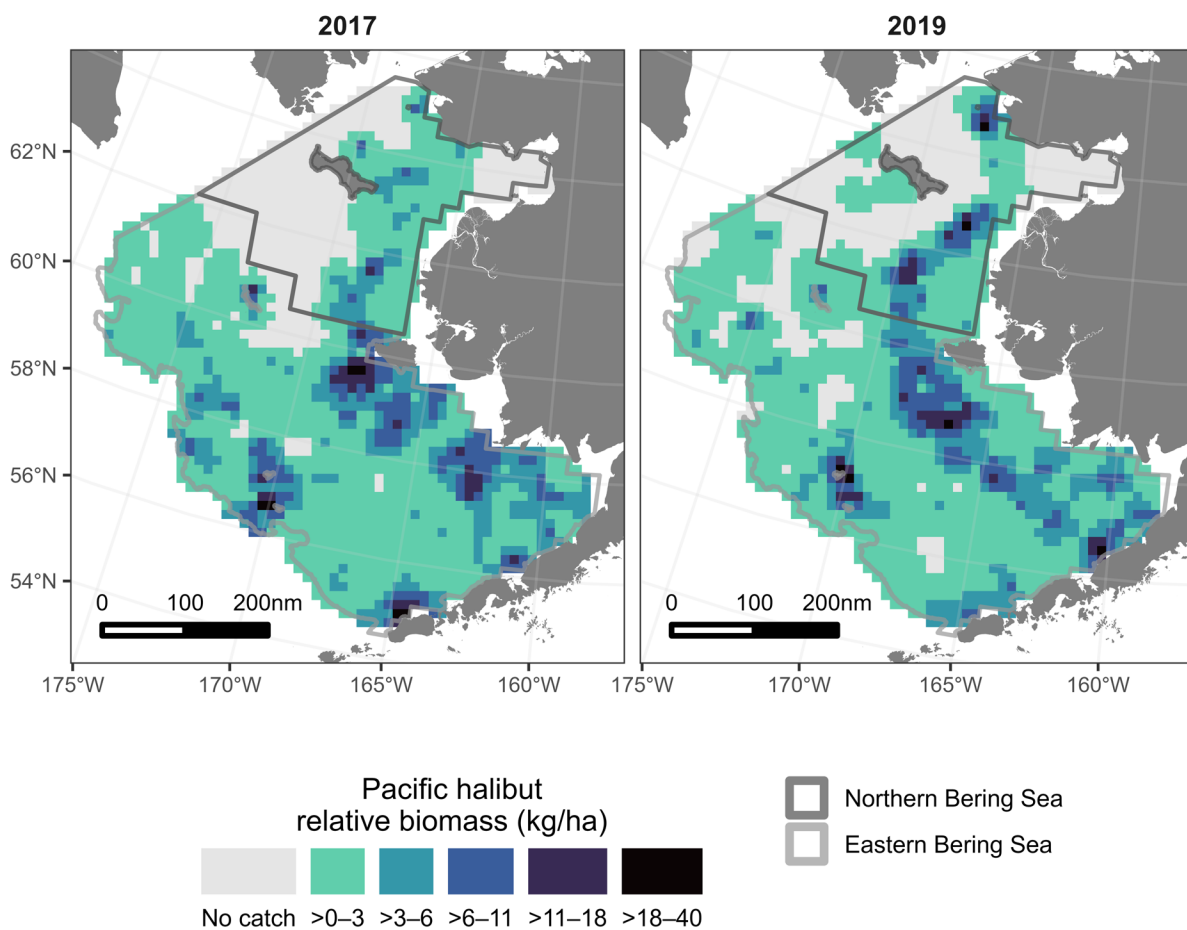 2017
2019
62°N
60°N
58°N
56°N
54°N
0 100 200nm
0 100 200nm
175°W 170°W 165°W 160°W
175°W 170°W 165°W 160°W
Pacific halibut
relative biomass (kg/ha)
No catch >0–3 >3–6 >6–11 >11–18 >18–40
Northern Bering Sea
Eastern Bering Sea